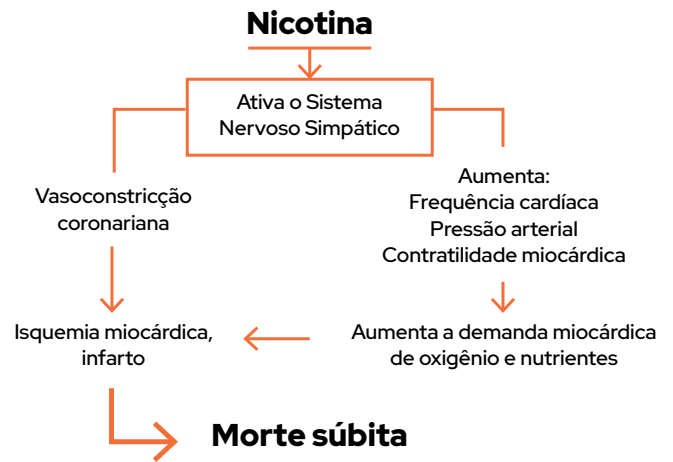 Nicotina
Ativa o Sistema
Nervoso Simpático
Vasoconstricção
coronariana
Aumenta:
Frequência cardíaca
Pressão arterial
Contratilidade miocárdica
Isquemia miocárdica,
infarto
Aumenta a demanda miocárdica
de oxigênio e nutrientes
Morte súbita